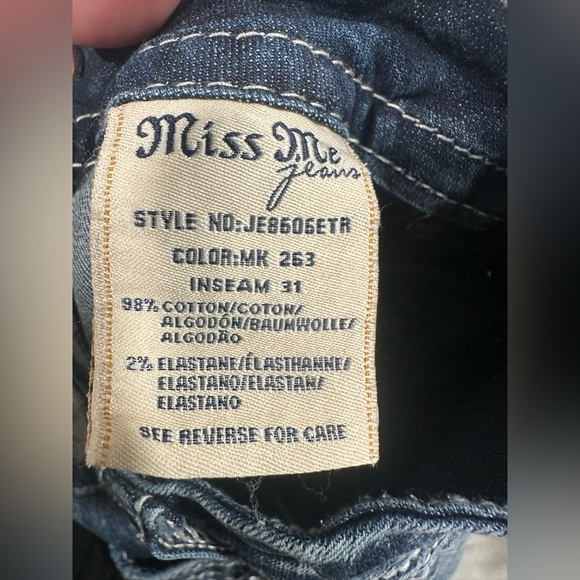 Miss Me
jeans
STYLE NO:JE8606ETR
COLOR:MK 263
INSEAM 31
98% COTTON/COTON/
ALGODÓN/BAUMWOLLE/
ALGODÃO
2% ELASTANE/ÉLASTHANNE/
ELASTANO/ELASTAN/
ELASTANO
SEE REVERSE FOR CARE